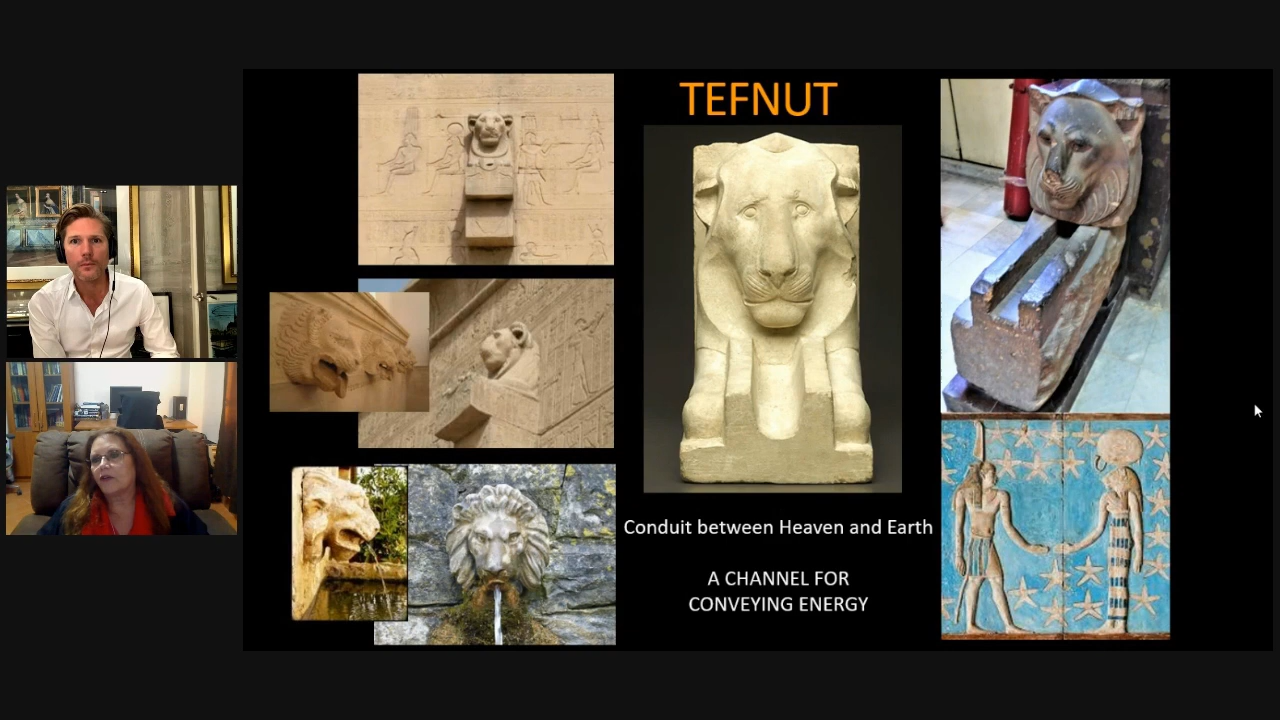 TEFNUT
Conduit between Heaven and Earth
A CHANNEL FOR
CONVEYING ENERGY